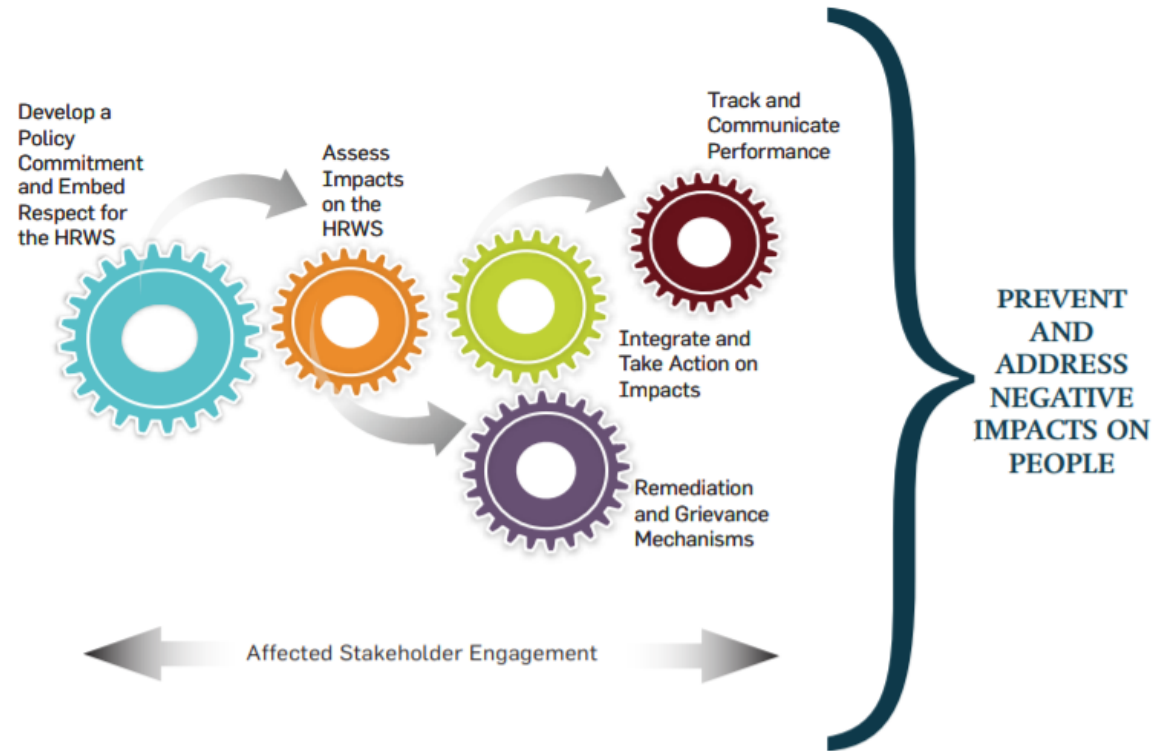 Develop a
Policy
Commitment
and Embed
Respect for
the HRWS
Assess
Impacts
on the
HRWS
Track and
Communicate
Performance
Integrate and
Take Action on
Impacts
Remediation
and Grievance
Mechanisms
Affected Stakeholder Engagement
PREVENT
AND
ADDRESS
NEGATIVE
IMPACTS ON
PEOPLE